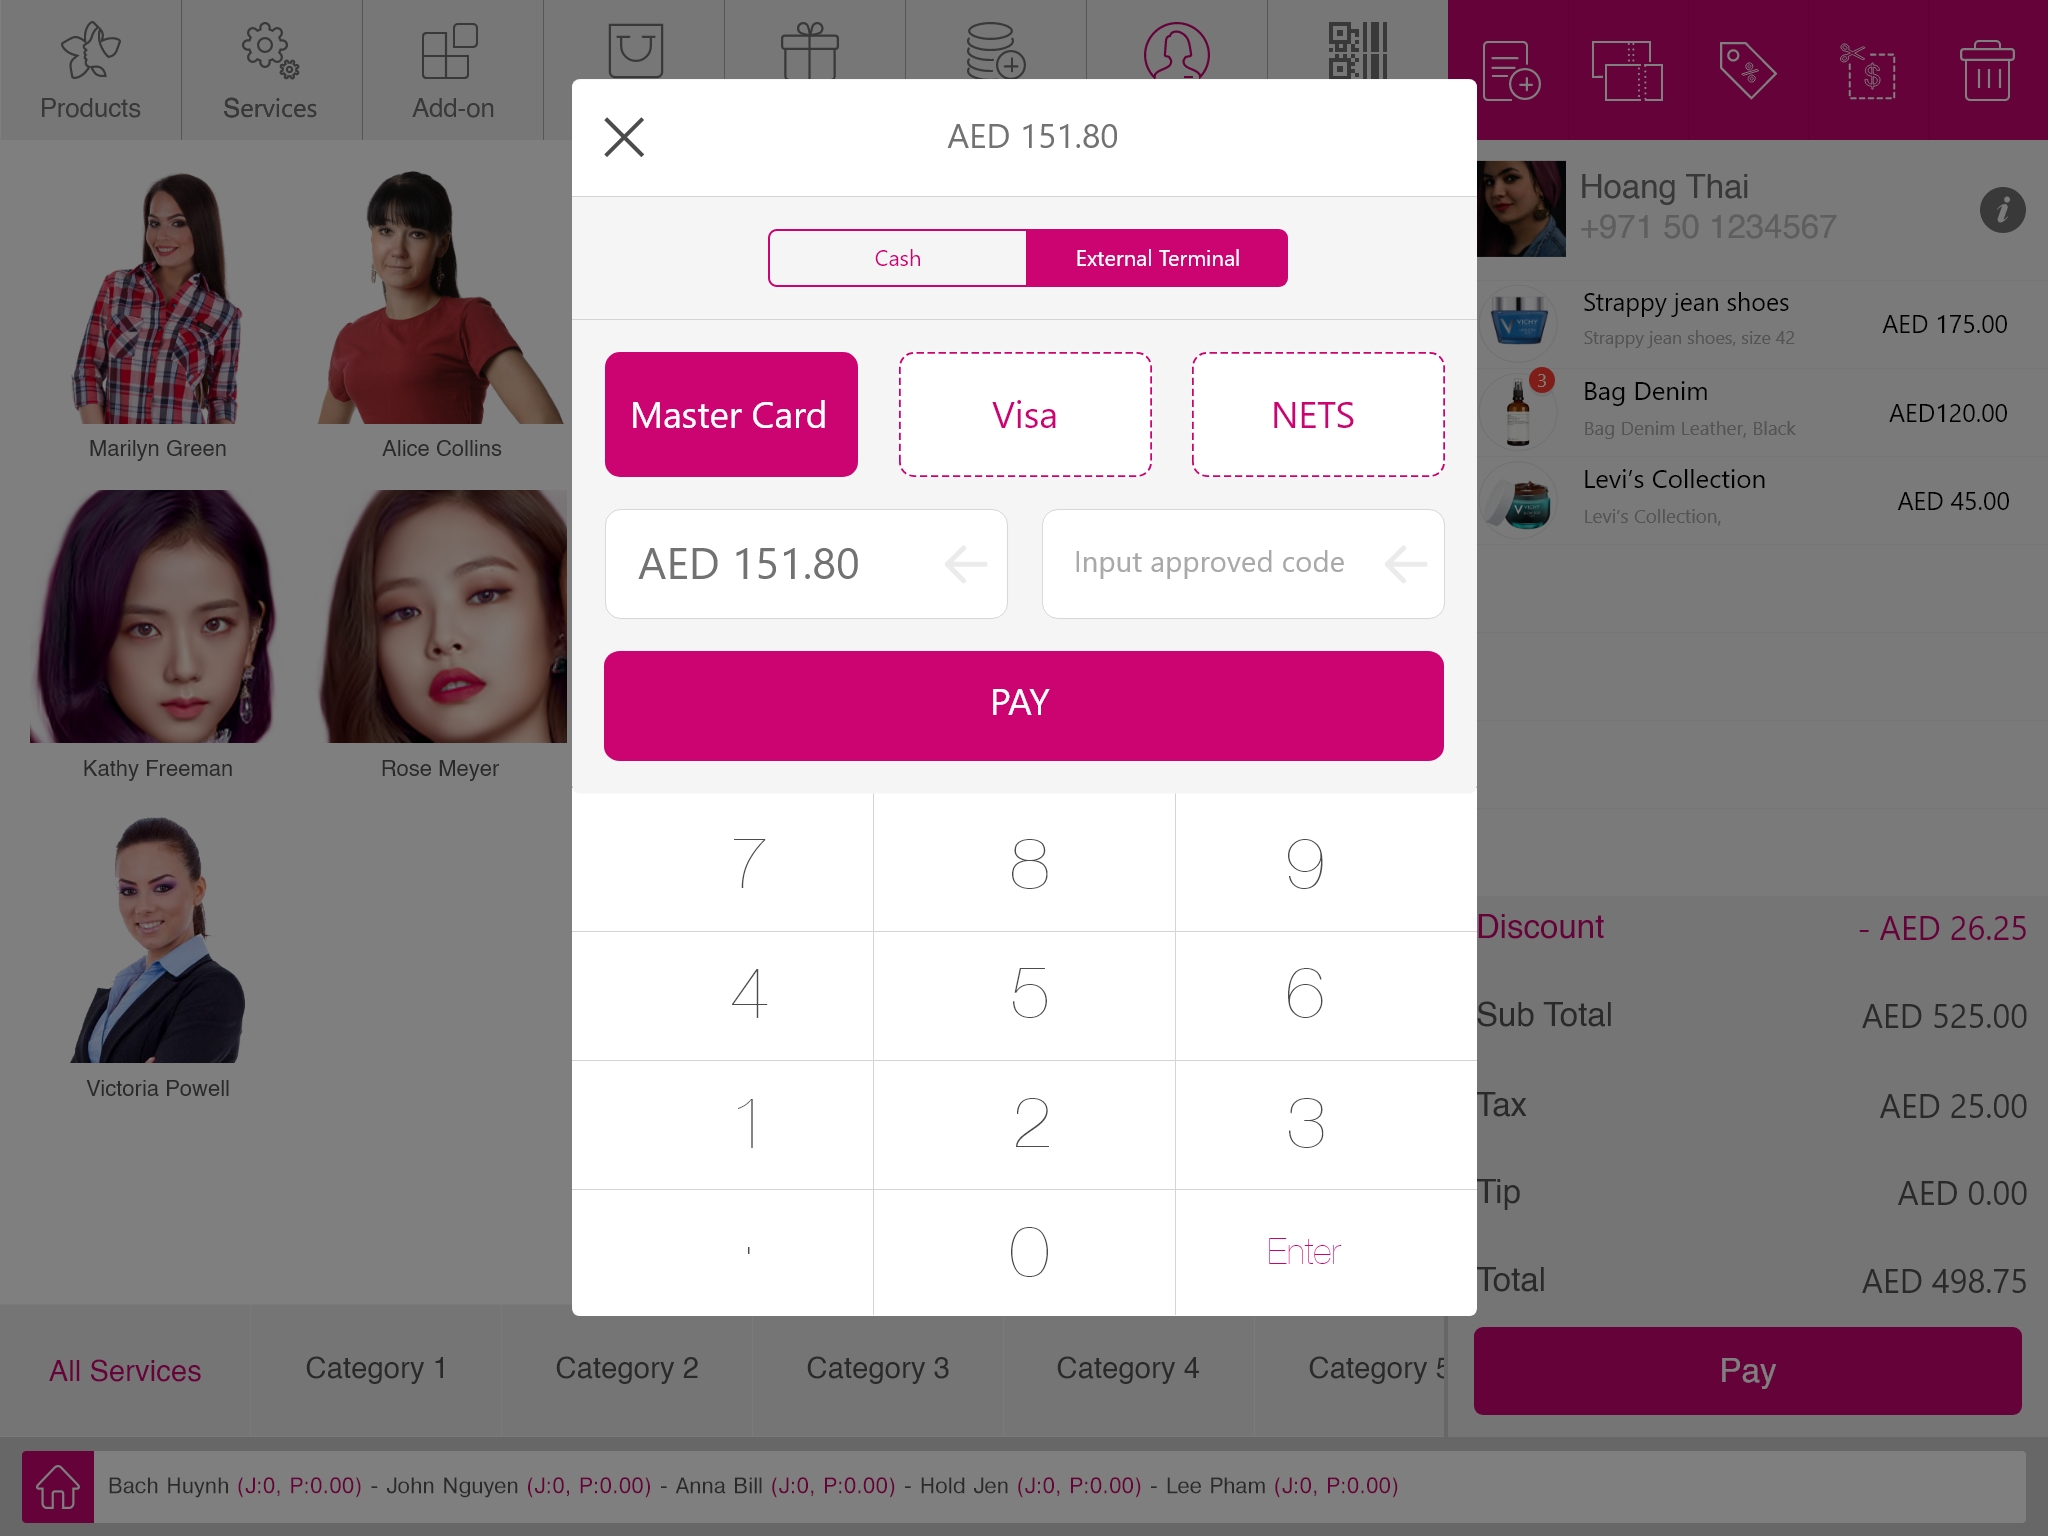 Products
Services
Add-on
AED 151.80
Cash
External Terminal
Master Card
Visa
NETS
AED 151.80
Input approved code
PAY
7
8
9
4
5
6
1
2
3
0
Enter
Marilyn Green
Alice Collins
Kathy Freeman
Rose Meyer
Victoria Powell
Hoang Thai
+971 50 1234567
Strappy jean shoes
Strappy jean shoes, size 42
AED 175.00
3
Bag Denim
Bag Denim Leather, Black
AED120.00
Levi’s Collection
Levi's Collection,
AED 45.00
Discount
- AED 26.25
Sub Total
AED 525.00
Tax
AED 25.00
Tip
AED 0.00
Total
AED 498.75
Pay
All Services
Category 1
Category 2
Category 3
Category 4
Category 5
Bach Huynh (J:0, P:0.00) - John Nguyen (J:0, P:0.00) - Anna Bill (J:0, P:0.00) - Hold Jen (J:0, P:0.00) - Lee Pham (J:0, P:0.00)